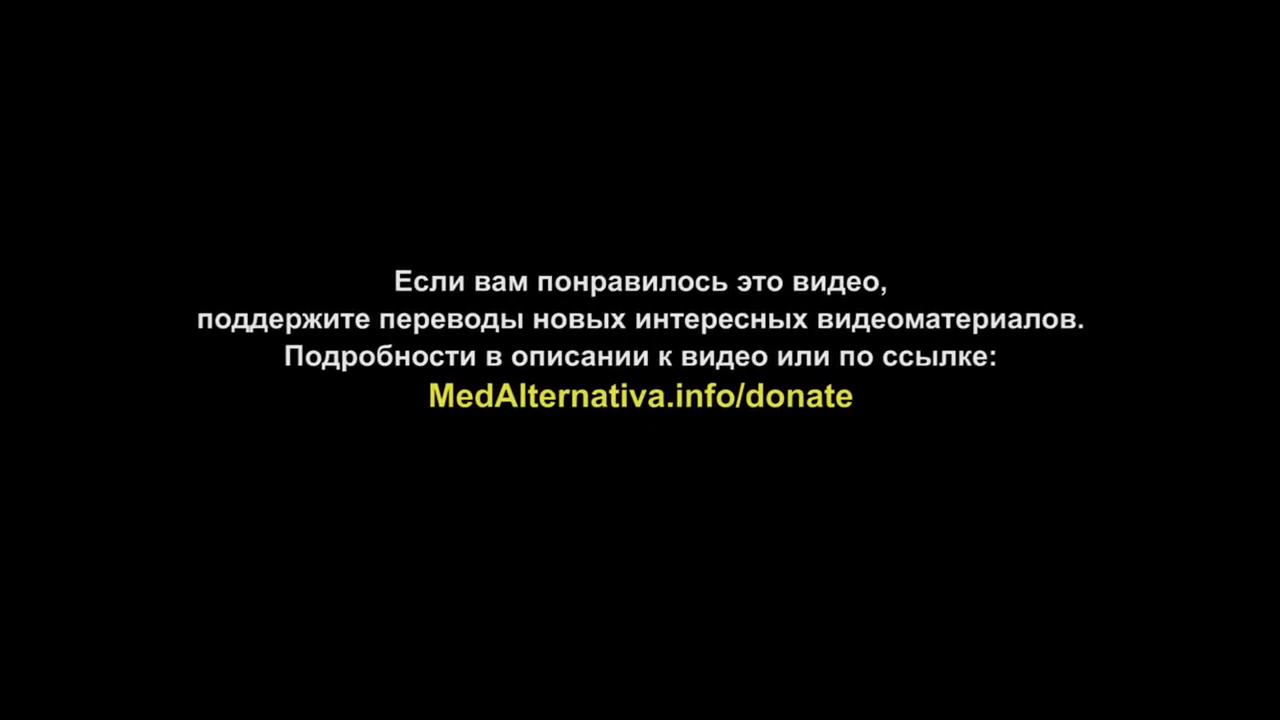 Если вам понравилось это видео,
поддержите переводы новых интересных видеоматериалов.
Подробности в описании к видео или по ссылке:
MedAlternativa.info/donate